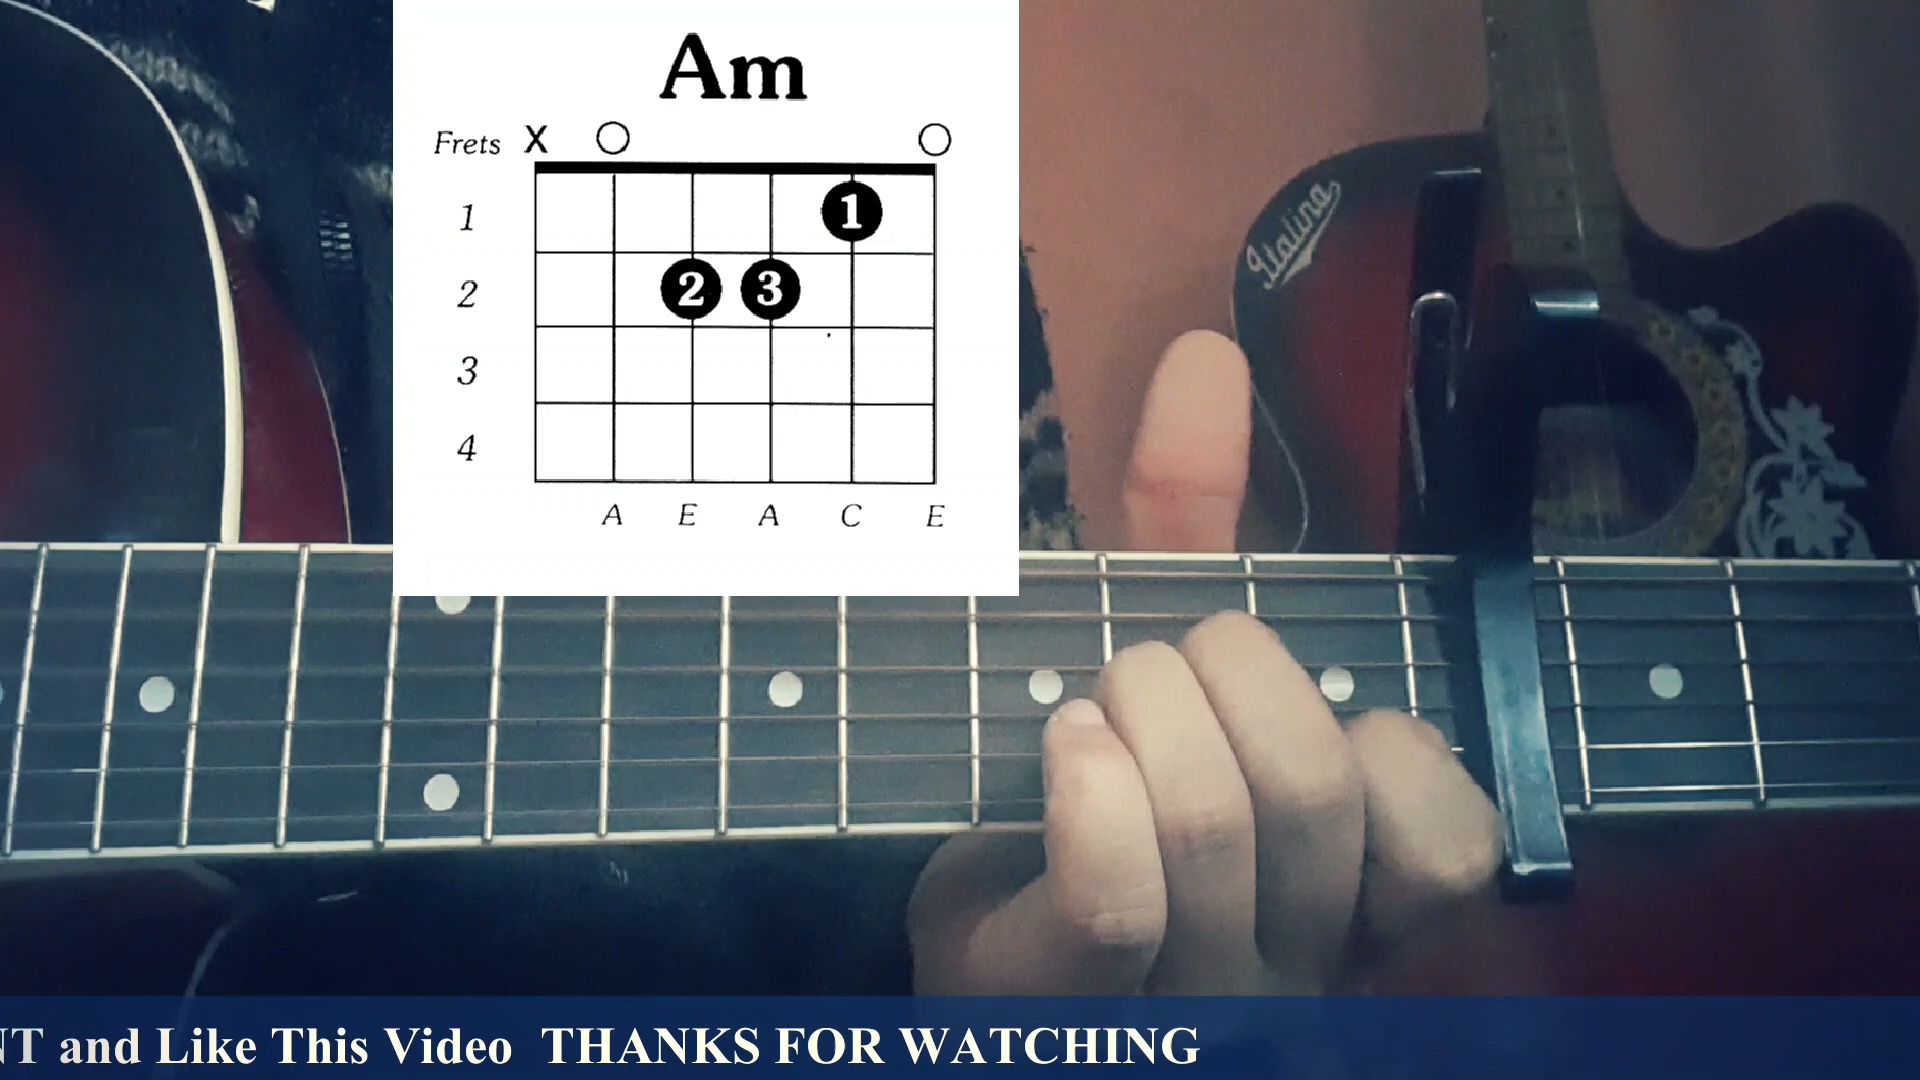 Am
Frets X O O
1 1
2 2 3
3
4
A E A C E
Italina
NT and Like This Video THANKS FOR WATCHING